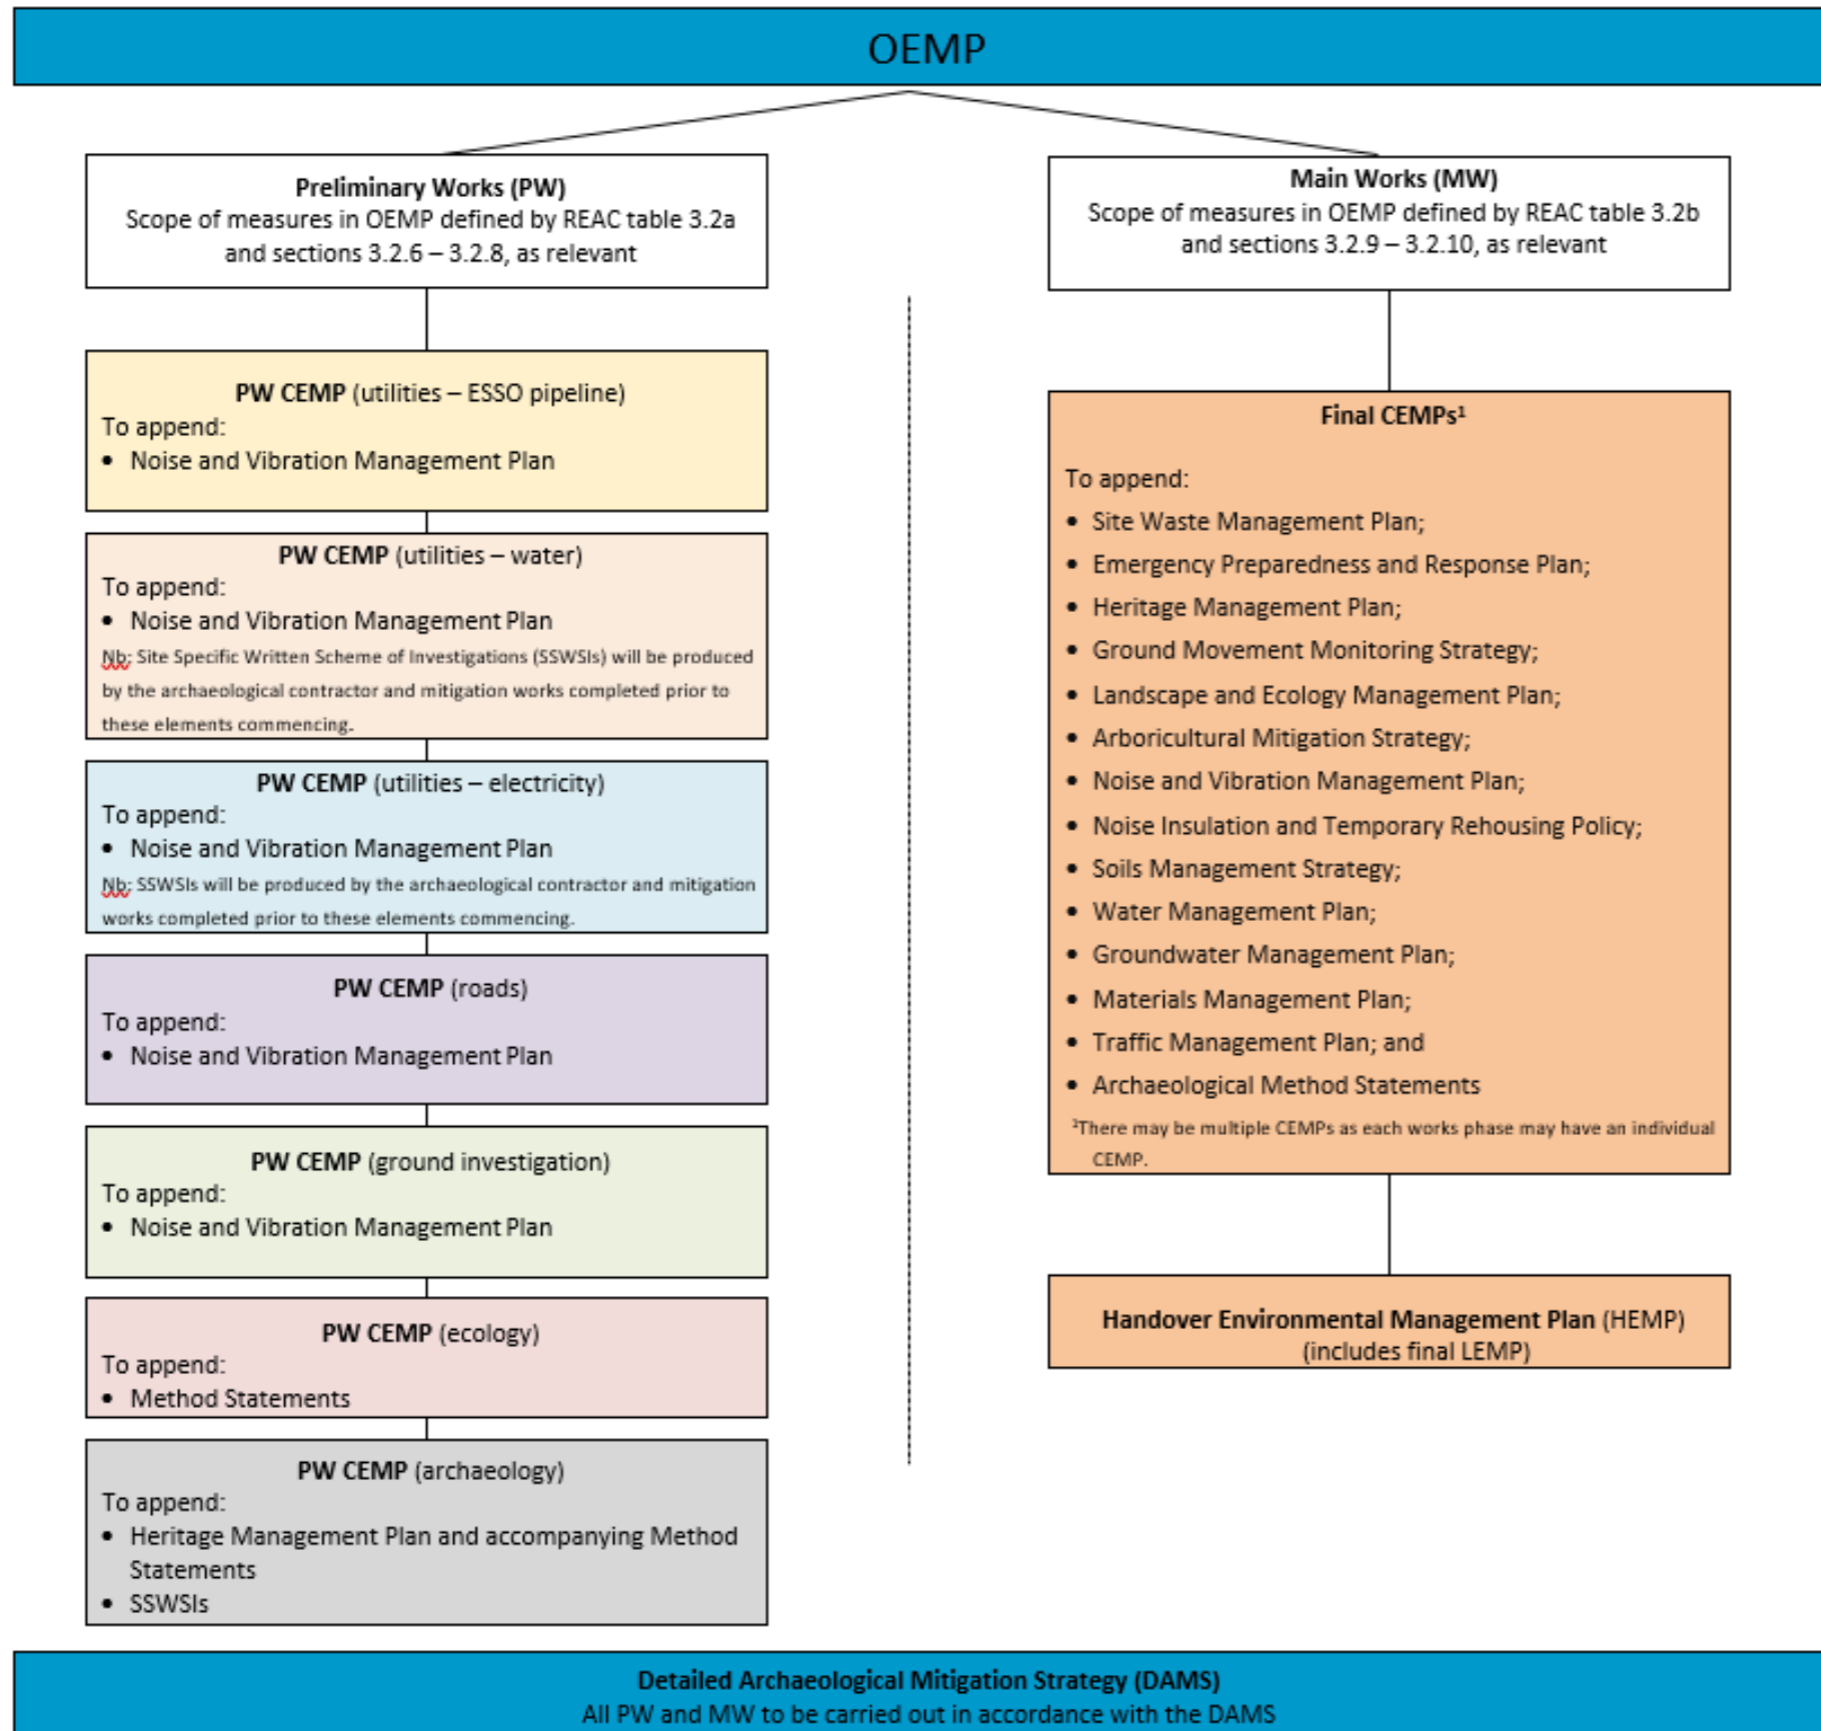 OEMP
Preliminary Works (PW)
Scope of measures in OEMP defined by REAC table 3.2a
and sections 3.2.6 – 3.2.8, as relevant
PW CEMP (utilities – ESSO pipeline)
To append:
• Noise and Vibration Management Plan
PW CEMP (utilities – water)
To append:
• Noise and Vibration Management Plan
Nb: Site Specific Written Scheme of Investigations (SSWSIs) will be produced
by the archaeological contractor and mitigation works completed prior to
these elements commencing.
PW CEMP (utilities – electricity)
To append:
• Noise and Vibration Management Plan
Nb: SSWSIs will be produced by the archaeological contractor and mitigation
works completed prior to these elements commencing.
PW CEMP (roads)
To append:
• Noise and Vibration Management Plan
PW CEMP (ground investigation)
To append:
• Noise and Vibration Management Plan
PW CEMP (ecology)
To append:
• Method Statements
PW CEMP (archaeology)
To append:
• Heritage Management Plan and accompanying Method
Statements
• SSWSIs
Main Works (MW)
Scope of measures in OEMP defined by REAC table 3.2b
and sections 3.2.9 – 3.2.10, as relevant
Final CEMPs¹
To append:
• Site Waste Management Plan;
• Emergency Preparedness and Response Plan;
• Heritage Management Plan;
• Ground Movement Monitoring Strategy;
• Landscape and Ecology Management Plan;
• Arboricultural Mitigation Strategy;
• Noise and Vibration Management Plan;
• Noise Insulation and Temporary Rehousing Policy;
• Soils Management Strategy;
• Water Management Plan;
• Groundwater Management Plan;
• Materials Management Plan;
• Traffic Management Plan; and
• Archaeological Method Statements
¹There may be multiple CEMPs as each works phase may have an individual
CEMP.
Handover Environmental Management Plan (HEMP)
(includes final LEMP)
Detailed Archaeological Mitigation Strategy (DAMS)
All PW and MW to be carried out in accordance with the DAMS